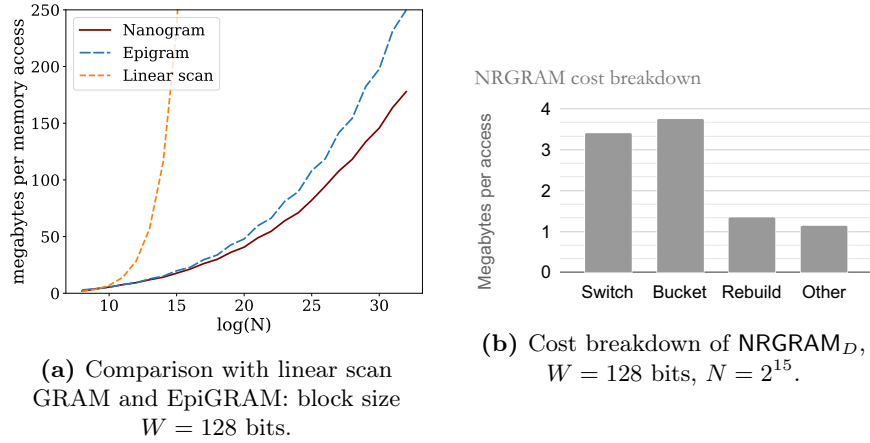 250
200
150
100
50
0
megabytes per memory access
Nanogram
Epigram
Linear scan
10
15
20
25
30
log(N)
(a) Comparison with linear scan
GRAM and EpiGRAM: block size
W = 128 bits.
NRGRAM cost breakdown
Megabytes per access
4
3
2
1
0
Switch
Bucket
Rebuild
Other
(b) Cost breakdown of NRGRAM_D,
W = 128 bits, N = 2^15.